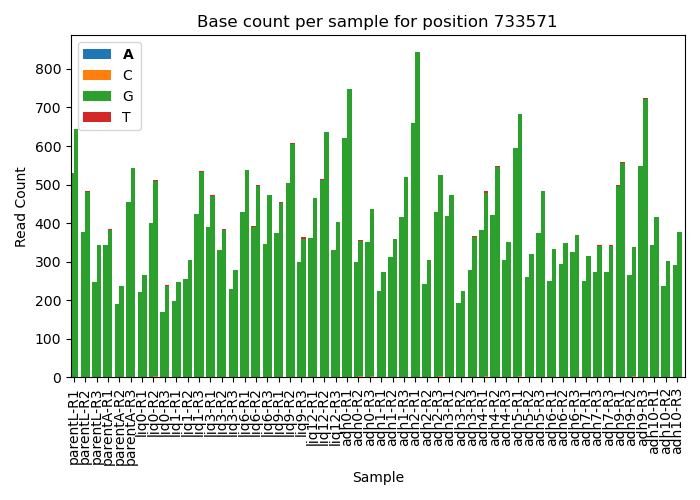 Base count per sample for position 733571
A
C
G
T
800
700
600
500
400
300
200
100
0
Read Count
parentL-R1
parentL-R2
parentL-R3
parentA-R1
parentA-R2
parentA-R3
liq0-R1
liq0-R2
liq0-R3
liq1-R1
liq1-R2
liq1-R3
liq3-R1
liq3-R2
liq3-R3
liq6-R1
liq6-R2
liq6-R3
liq9-R1
liq9-R2
liq9-R3
liq12-R1
liq12-R2
liq12-R3
adh0-R1
adh0-R2
adh0-R3
adh1-R1
adh1-R2
adh1-R3
adh2-R1
adh2-R2
adh2-R3
adh3-R1
adh3-R2
adh3-R3
adh4-R1
adh4-R2
adh4-R3
adh5-R1
adh5-R2
adh5-R3
adh6-R1
adh6-R2
adh6-R3
adh7-R1
adh7-R3
adh7-R3
adh9-R1
adh9-R2
adh9-R3
adh10-R1
adh10-R2
adh10-R3
Sample